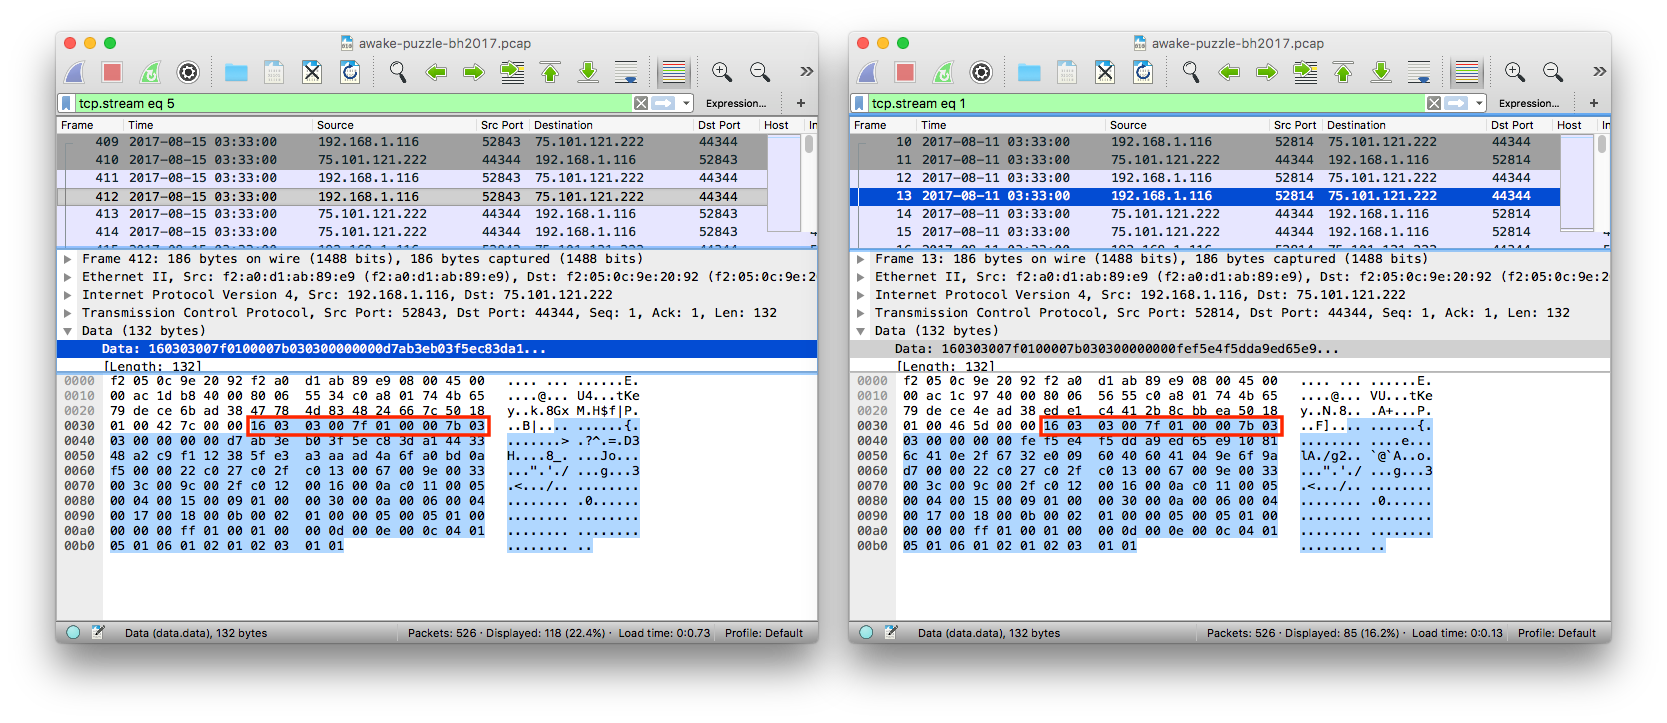 awake-puzzle-bh2017.pcap
tcp.stream eq 5
Expression...
+
Frame Time Source Src Port Destination Dst Port Host In
409 2017-08-15 03:33:00 192.168.1.116 52843 75.101.121.222 44344
410 2017-08-15 03:33:00 75.101.121.222 44344 192.168.1.116 52843
411 2017-08-15 03:33:00 192.168.1.116 52843 75.101.121.222 44344
412 2017-08-15 03:33:00 192.168.1.116 52843 75.101.121.222 44344
413 2017-08-15 03:33:00 75.101.121.222 44344 192.168.1.116 52843
414 2017-08-15 03:33:00 75.101.121.222 44344 192.168.1.116 52843
415 2017-08-15 03:33:00 192.168.1.116 52843 75.101.121.222 44344
Frame 412: 186 bytes on wire (1488 bits), 186 bytes captured (1488 bits)
Ethernet II, Src: f2:a0:d1:ab:89:e9 (f2:a0:d1:ab:89:e9), Dst: f2:05:0c:9e:20:92 (f2:05:0c:9e:2
Internet Protocol Version 4, Src: 192.168.1.116, Dst: 75.101.121.222
Transmission Control Protocol, Src Port: 52843, Dst Port: 44344, Seq: 1, Ack: 1, Len: 132
Data (132 bytes)
Data: 160303007f0100007b030300000000d7ab3eb03f5ec83da1...
[Length: 132]
0000 f2 05 0c 9e 20 92 f2 a0 d1 ab 89 e9 08 00 45 00 .... ... ......E.
0010 00 ac 1d b8 40 00 80 06 55 34 c0 a8 01 74 4b 65 ....@... U4...tKe
0020 79 de ce 6b ad 38 47 78 4d 83 48 24 66 7c 50 18 y..k.8Gx M.H$f|P.
0030 01 00 42 7c 00 00 16 03 03 00 7f 01 00 00 7b 03 ..B|.... ......{.
0040 03 00 00 00 00 d7 ab 3e b0 3f 5e c8 3d a1 44 33 .......> .?^.=.D3
0050 48 a2 c9 f1 12 38 5f e3 a3 aa ad 4a 6f a0 bd 0a H....8_. ...Jo...
0060 f5 00 00 22 c0 27 c0 2f c0 13 00 67 00 9e 00 33 ...".'./ ...g...3
0070 00 3c 00 9c 00 2f c0 12 00 16 00 0a c0 11 00 05 .<.../.. ........
0080 00 04 00 15 00 09 01 00 00 30 00 0a 00 06 00 04 ........ .0......
0090 00 17 00 18 00 0b 00 02 01 00 00 05 00 05 01 00 ........ ........
00a0 00 00 00 ff 01 00 01 00 00 0d 00 0e 00 0c 04 01 ........ ........
00b0 05 01 06 01 02 01 02 03 01 01 ........ ..
Data (data.data), 132 bytes
Packets: 526 · Displayed: 118 (22.4%) · Load time: 0:0.73
Profile: Default
awake-puzzle-bh2017.pcap
tcp.stream eq 1
Expression...
+
Frame Time Source Src Port Destination Dst Port Host In
10 2017-08-11 03:33:00 192.168.1.116 52814 75.101.121.222 44344
11 2017-08-11 03:33:00 75.101.121.222 44344 192.168.1.116 52814
12 2017-08-11 03:33:00 192.168.1.116 52814 75.101.121.222 44344
13 2017-08-11 03:33:00 192.168.1.116 52814 75.101.121.222 44344
14 2017-08-11 03:33:00 75.101.121.222 44344 192.168.1.116 52814
15 2017-08-11 03:33:00 75.101.121.222 44344 192.168.1.116 52814
16 2017-08-11 03:33:00 192.168.1.116 52814 75.101.121.222 44344
Frame 13: 186 bytes on wire (1488 bits), 186 bytes captured (1488 bits)
Ethernet II, Src: f2:a0:d1:ab:89:e9 (f2:a0:d1:ab:89:e9), Dst: f2:05:0c:9e:20:92 (f2:05:0c:9e:2
Internet Protocol Version 4, Src: 192.168.1.116, Dst: 75.101.121.222
Transmission Control Protocol, Src Port: 52814, Dst Port: 44344, Seq: 1, Ack: 1, Len: 132
Data (132 bytes)
Data: 160303007f0100007b030300000000fef5e4f5dda9ed65e9...
[Length: 132]
0000 f2 05 0c 9e 20 92 f2 a0 d1 ab 89 e9 08 00 45 00 .... ... ......E.
0010 00 ac 1c 97 40 00 80 06 56 55 c0 a8 01 74 4b 65 ....@... VU...tKe
0020 79 de ce 4e ad 38 ed e1 c4 41 2b 8c bb ea 50 18 y..N.8.. .A+...P.
0030 01 00 46 5d 00 00 16 03 03 00 7f 01 00 00 7b 03 ..F].... ......{.
0040 03 00 00 00 00 fe f5 e4 f5 dd a9 ed 65 e9 10 81 ........ ....e...
0050 6c 41 0e 2f 67 32 e0 09 60 40 60 41 04 9e 6f 9a lA./g2.. `@`A..o.
0060 d7 00 00 22 c0 27 c0 2f c0 13 00 67 00 9e 00 33 ...".'./ ...g...3
0070 00 3c 00 9c 00 2f c0 12 00 16 00 0a c0 11 00 05 .<.../.. ........
0080 00 04 00 15 00 09 01 00 00 30 00 0a 00 06 00 04 ........ .0......
0090 00 17 00 18 00 0b 00 02 01 00 00 05 00 05 01 00 ........ ........
00a0 00 00 00 ff 01 00 01 00 00 0d 00 0e 00 0c 04 01 ........ ........
00b0 05 01 06 01 02 01 02 03 01 01 ........ ..
Data (data.data), 132 bytes
Packets: 526 · Displayed: 85 (16.2%) · Load time: 0:0.13
Profile: Default